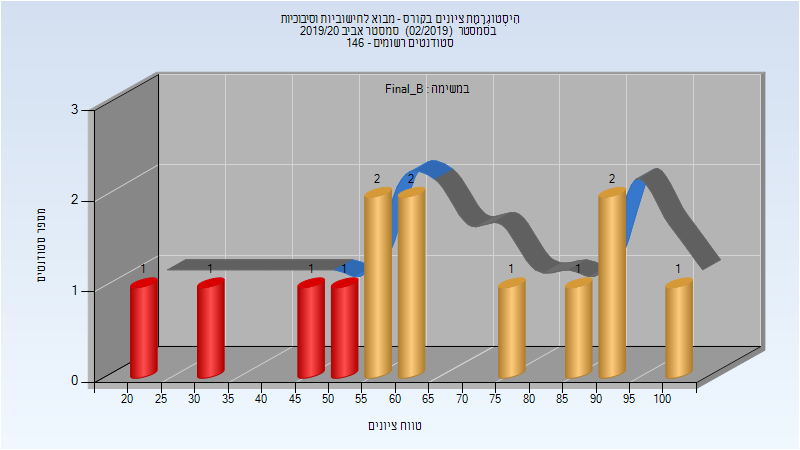 הִיסְטוֹגְרָמַת ציונים בקורס - מבוא לחישוביות וסיבוכיות
בסמסטר (02/2019) סמסטר אביב 2019/20
סטודנטים רשומים - 146
במשימה : Final_B
מספר סטודנטים
3
2
1
0
1 1 1 1 2 2 1 1 2 1
20 25 30 35 40 45 50 55 60 65 70 75 80 85 90 95 100
טווח ציונים